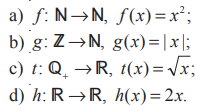 a) f: N→N, f(x)=x²;
b) g: Z→N, g(x)=|x|;
c) t: Q₊→R, t(x)=√x;
d) h: R→R, h(x)=2x.